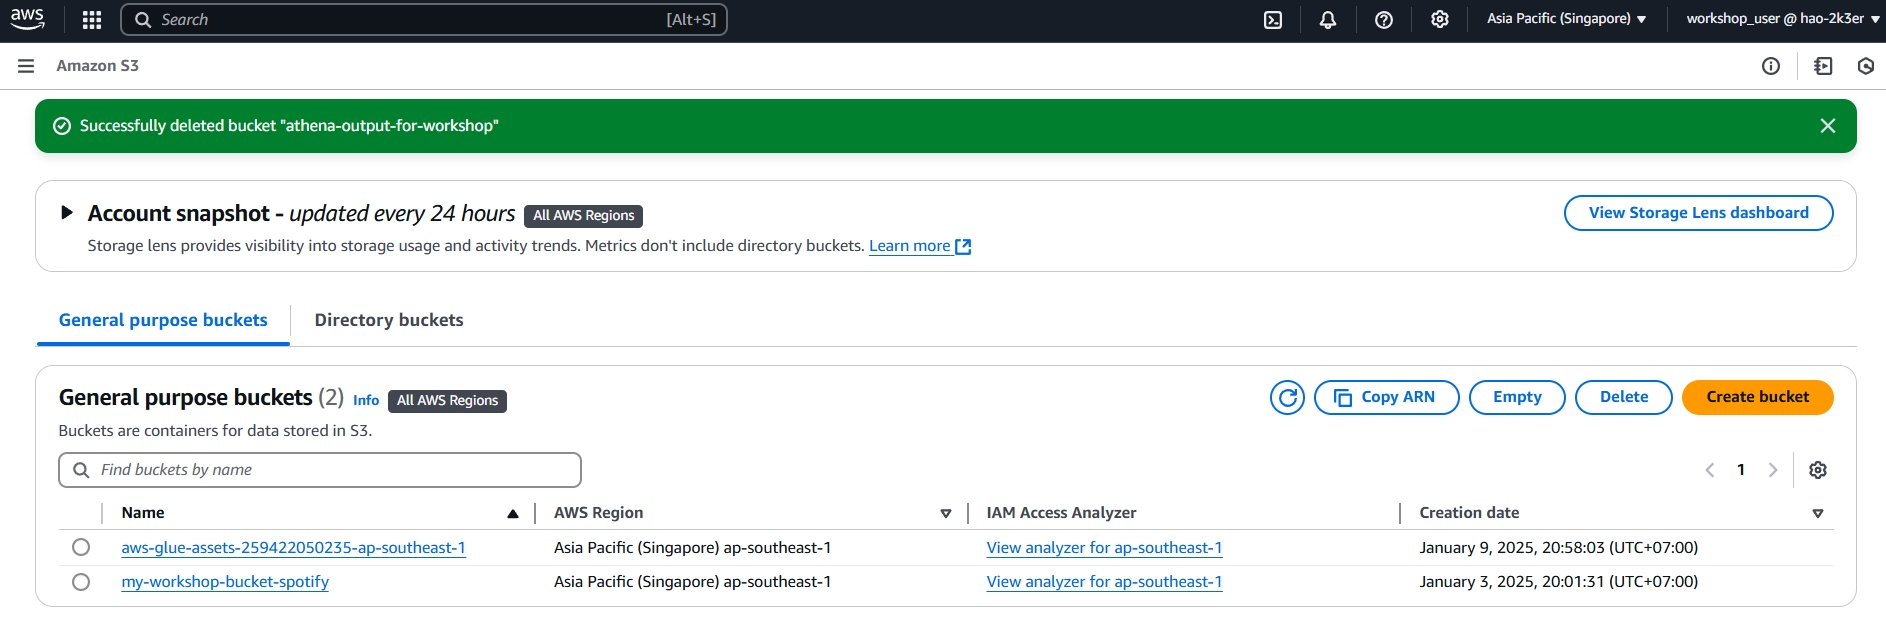 aws
Search [Alt+S]
Asia Pacific (Singapore) workshop_user @ hao-2k3er
Amazon S3
Successfully deleted bucket "athena-output-for-workshop"
Account snapshot - updated every 24 hours All AWS Regions
View Storage Lens dashboard
Storage lens provides visibility into storage usage and activity trends. Metrics don't include directory buckets. Learn more
General purpose buckets Directory buckets
General purpose buckets (2) Info All AWS Regions
Copy ARN Empty Delete Create bucket
Buckets are containers for data stored in S3.
Find buckets by name
1
Name AWS Region IAM Access Analyzer Creation date
aws-glue-assets-259422050235-ap-southeast-1 Asia Pacific (Singapore) ap-southeast-1 View analyzer for ap-southeast-1 January 9, 2025, 20:58:03 (UTC+07:00)
my-workshop-bucket-spotify Asia Pacific (Singapore) ap-southeast-1 View analyzer for ap-southeast-1 January 3, 2025, 20:01:31 (UTC+07:00)